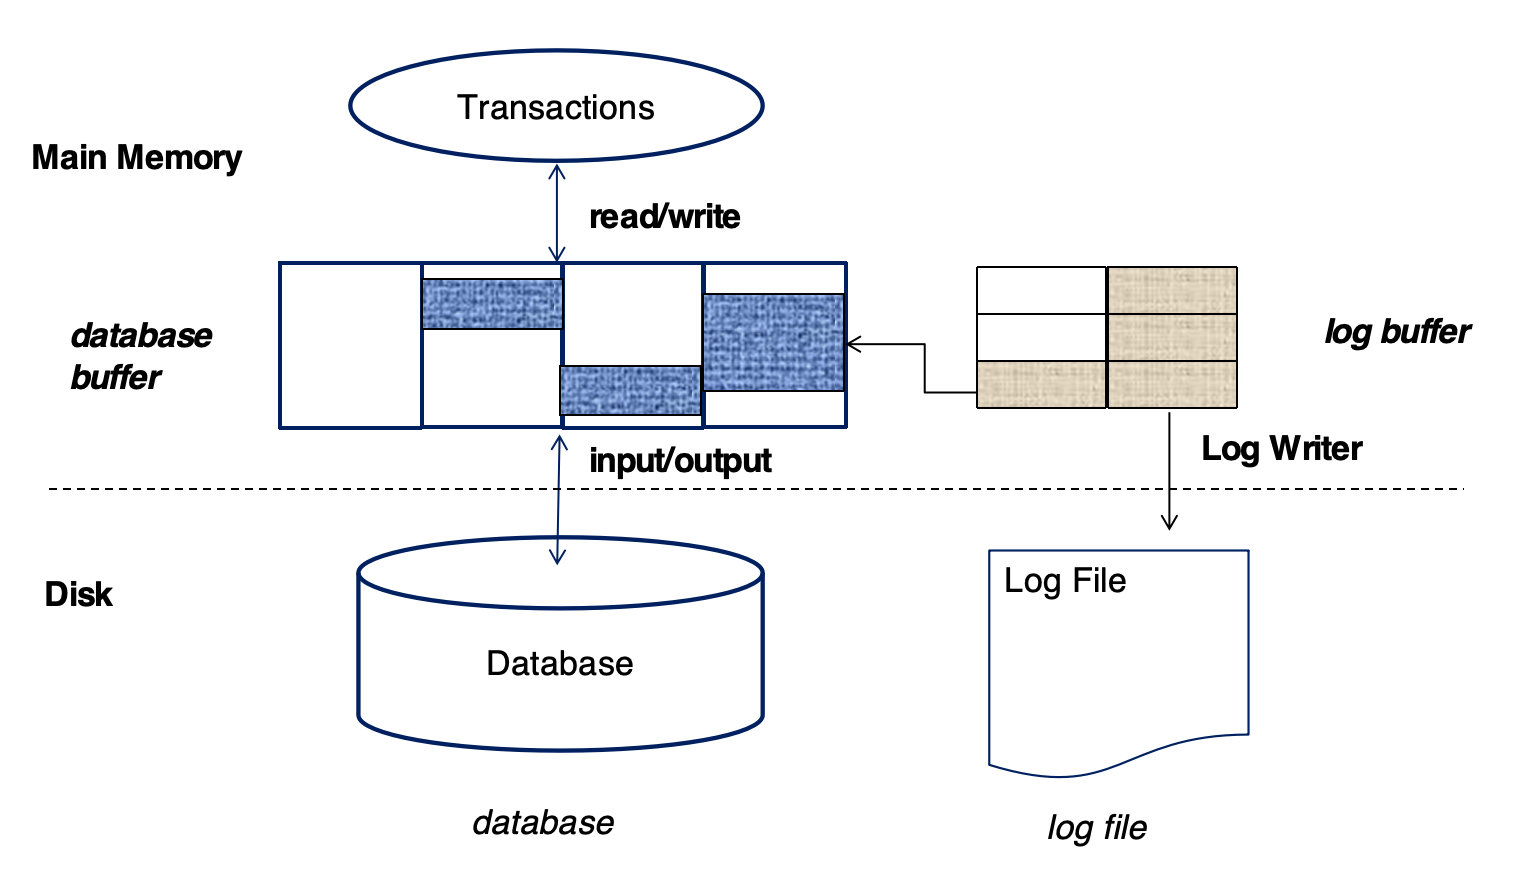 Transactions
Main Memory
read/write
database
buffer
log buffer
input/output
Log Writer
Disk
Log File
Database
database
log file